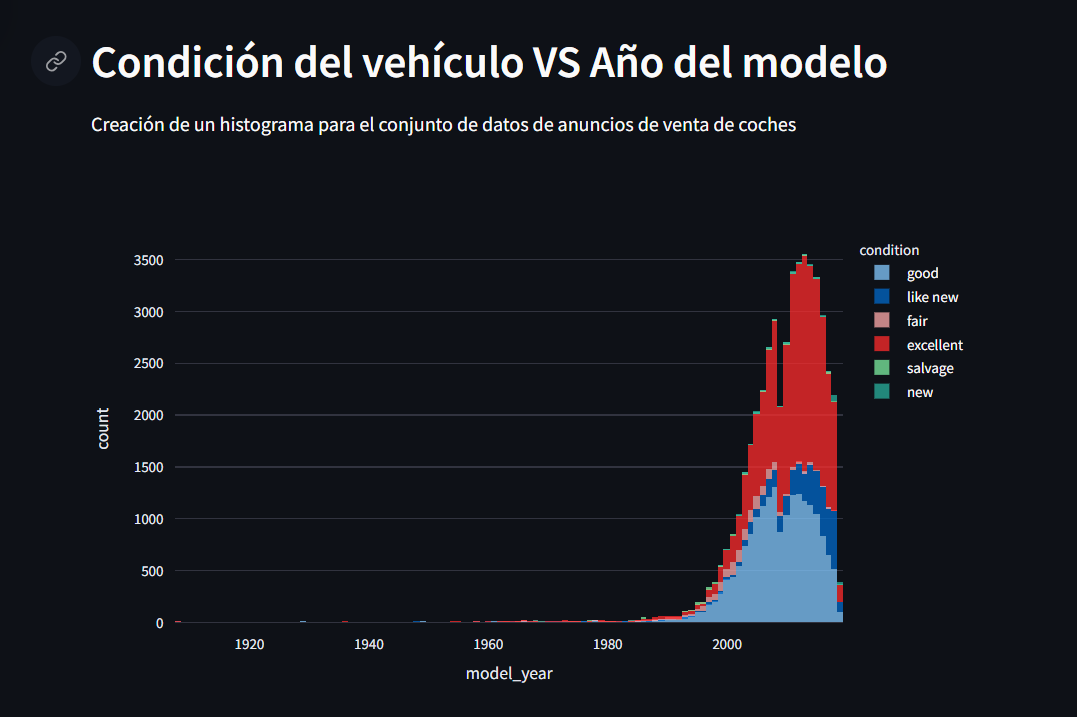 Condición del vehículo VS Año del modelo
Creación de un histograma para el conjunto de datos de anuncios de venta de coches
condition
good
like new
fair
excellent
salvage
new
3500
3000
2500
2000
1500
1000
500
0
count
1920
1940
1960
1980
2000
model_year